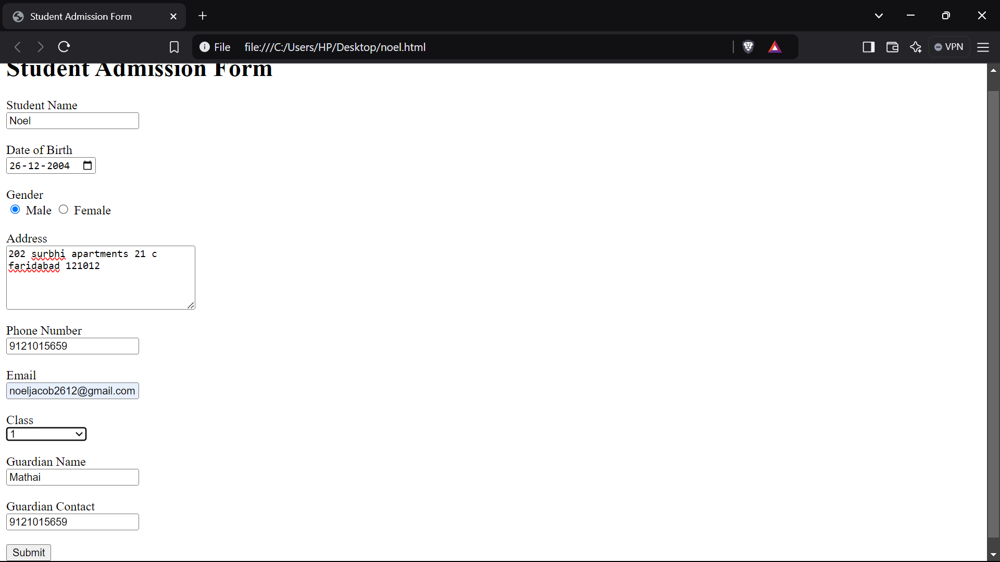 Student Admission Form
File file:///C:/Users/HP/Desktop/noel.html
VPN
Student Admission Form
Student Name
Noel
Date of Birth
26-12-2004
Gender
Male Female
Address
202 surbhi apartments 21 c
faridabad 121012
Phone Number
9121015659
Email
noeljacob2612@gmail.com
Class
1
Guardian Name
Mathai
Guardian Contact
9121015659
Submit